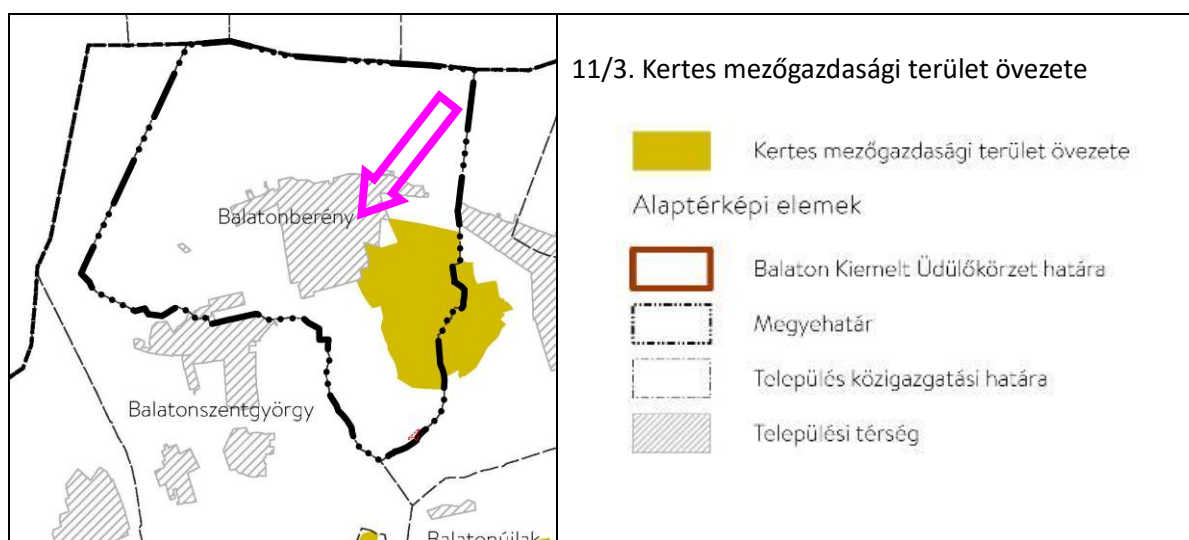 11/3. Kertes mezőgazdasági terület övezete
Kertes mezőgazdasági terület övezete
Alaptérképi elemek
Balaton Kiemelt Üdülőkörzet határa
Megyehatár
Település közigazgatási határa
Települési térség
Balatonberény
Balatonszentgyörgy
Balatonújlak